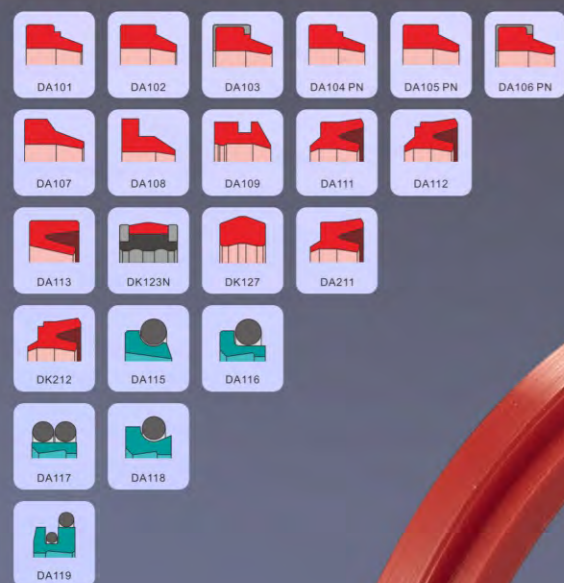 DA101 DA102 DA103 DA104 PN DA105 PN DA106 PN
DA107 DA108 DA109 DA111 DA112
DA113 DK123N DK127 DA211
DK212 DA115 DA116
DA117 DA118
DA119